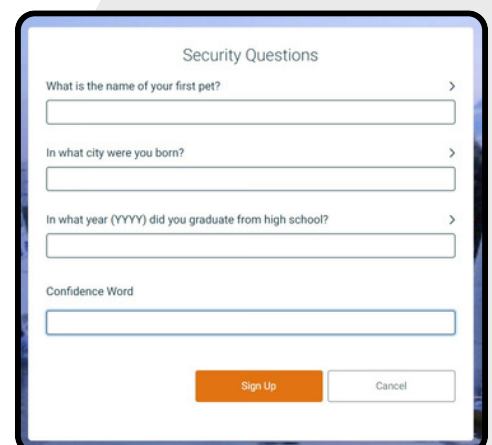 Security Questions
What is the name of your first pet?
In what city were you born?
In what year (YYYY) did you graduate from high school?
Confidence Word
Sign Up Cancel